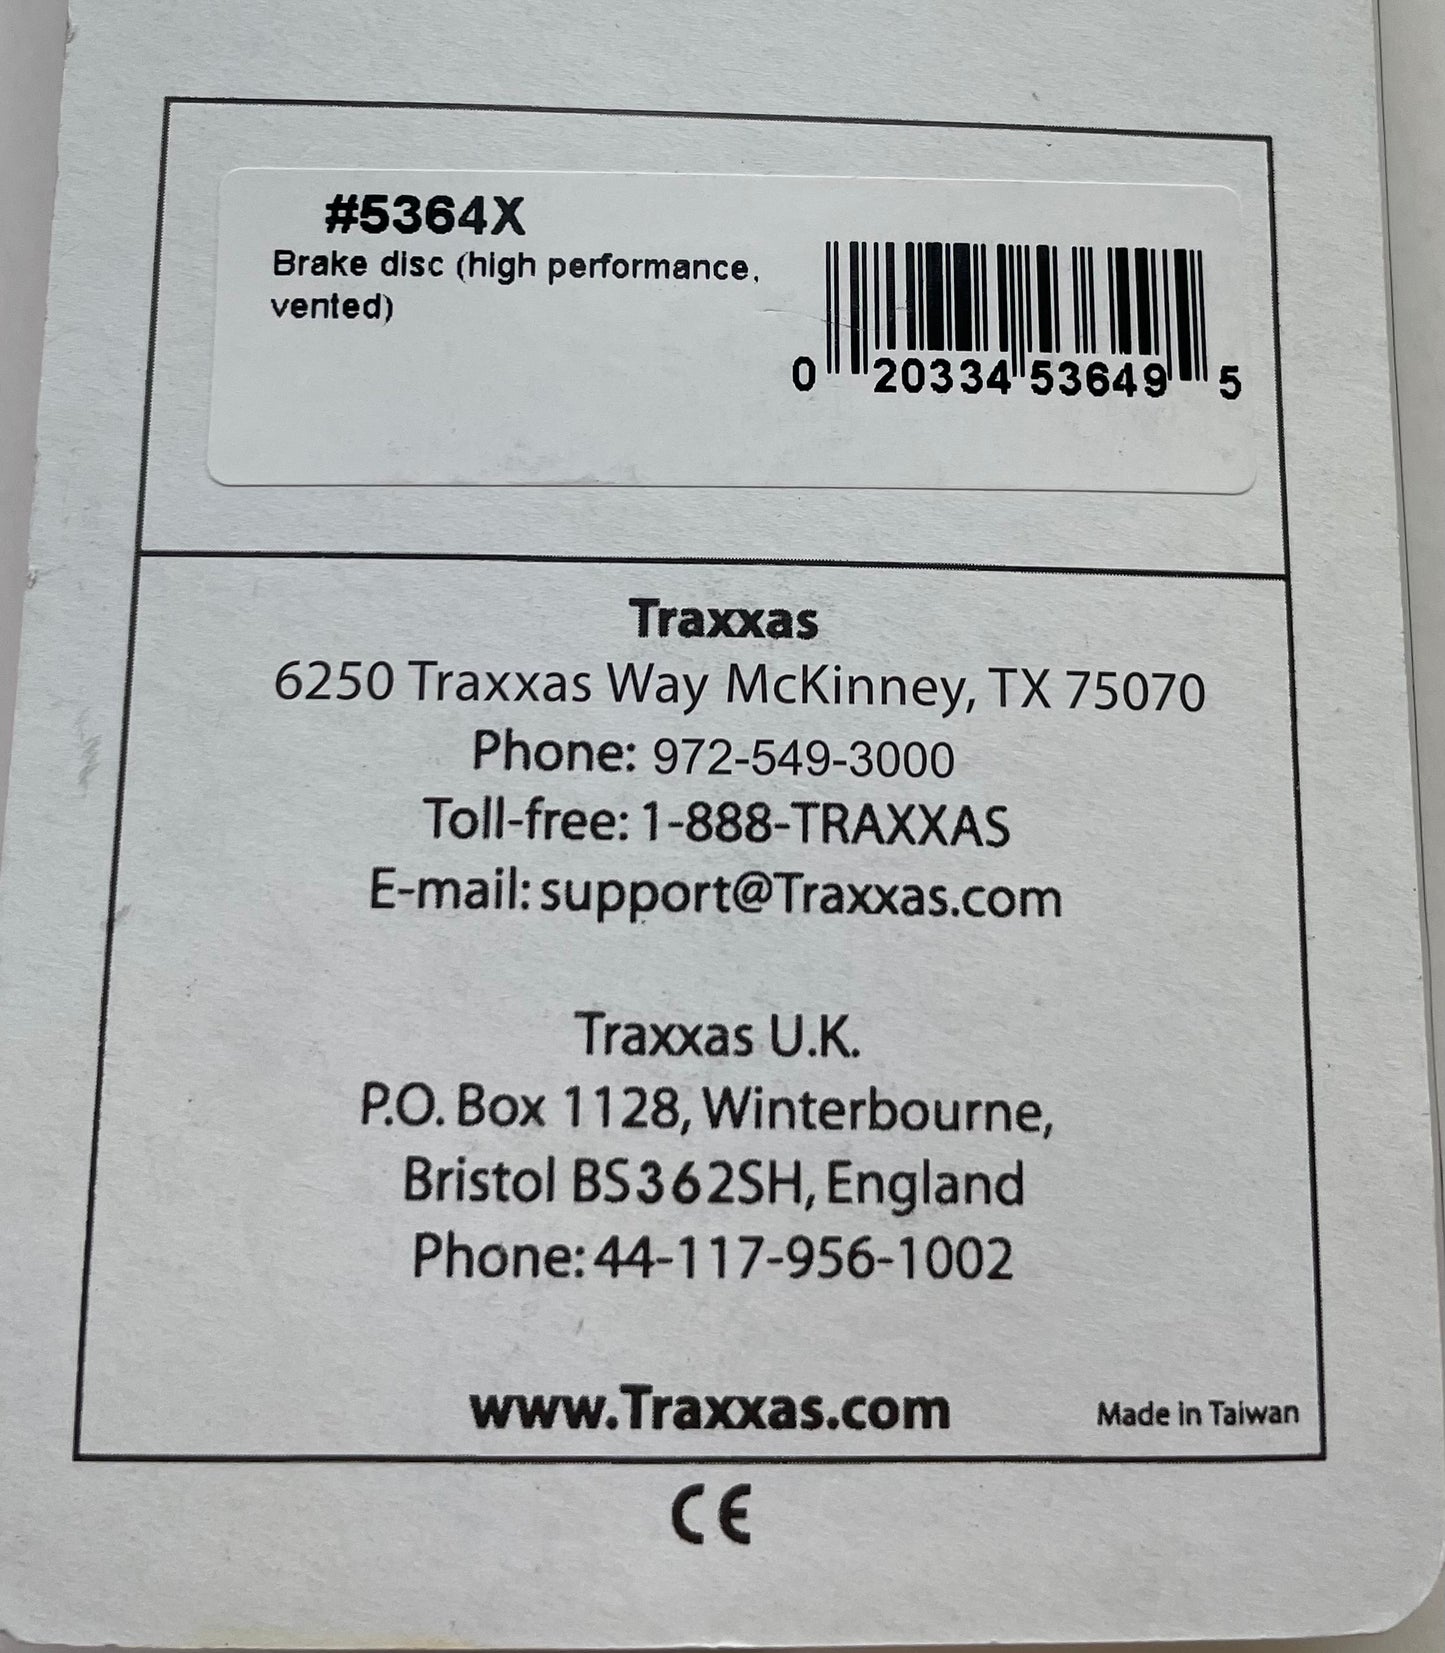 #5364X
Brake disc (high performance,
vented)
0 20334 53649 5
Traxxas
6250 Traxxas Way McKinney, TX 75070
Phone: 972-549-3000
Toll-free: 1-888-TRAXXAS
E-mail: support@Traxxas.com
Traxxas U.K.
P.O. Box 1128, Winterbourne,
Bristol BS362SH, England
Phone: 44-117-956-1002
www.Traxxas.com
Made in Taiwan
CE